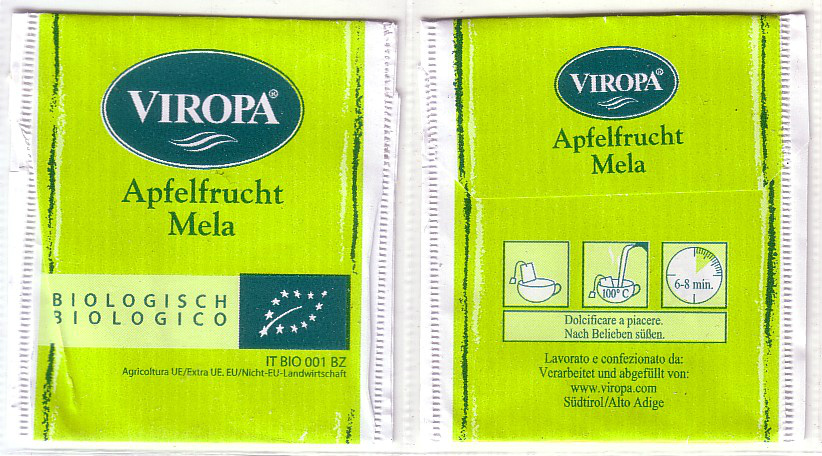 VIROPA®
Apfelfrucht
Mela
BIOLOGISCH
BIOLOGICO
IT BIO 001 BZ
Agricoltura UE/Extra UE. EU/Nicht-EU-Landwirtschaft
VIROPA®
Apfelfrucht
Mela
100° C
6-8 min.
Dolcificare a piacere.
Nach Belieben süßen.
Lavorato e confezionato da:
Verarbeitet und abgefüllt von:
www.viropa.com
Südtirol/Alto Adige